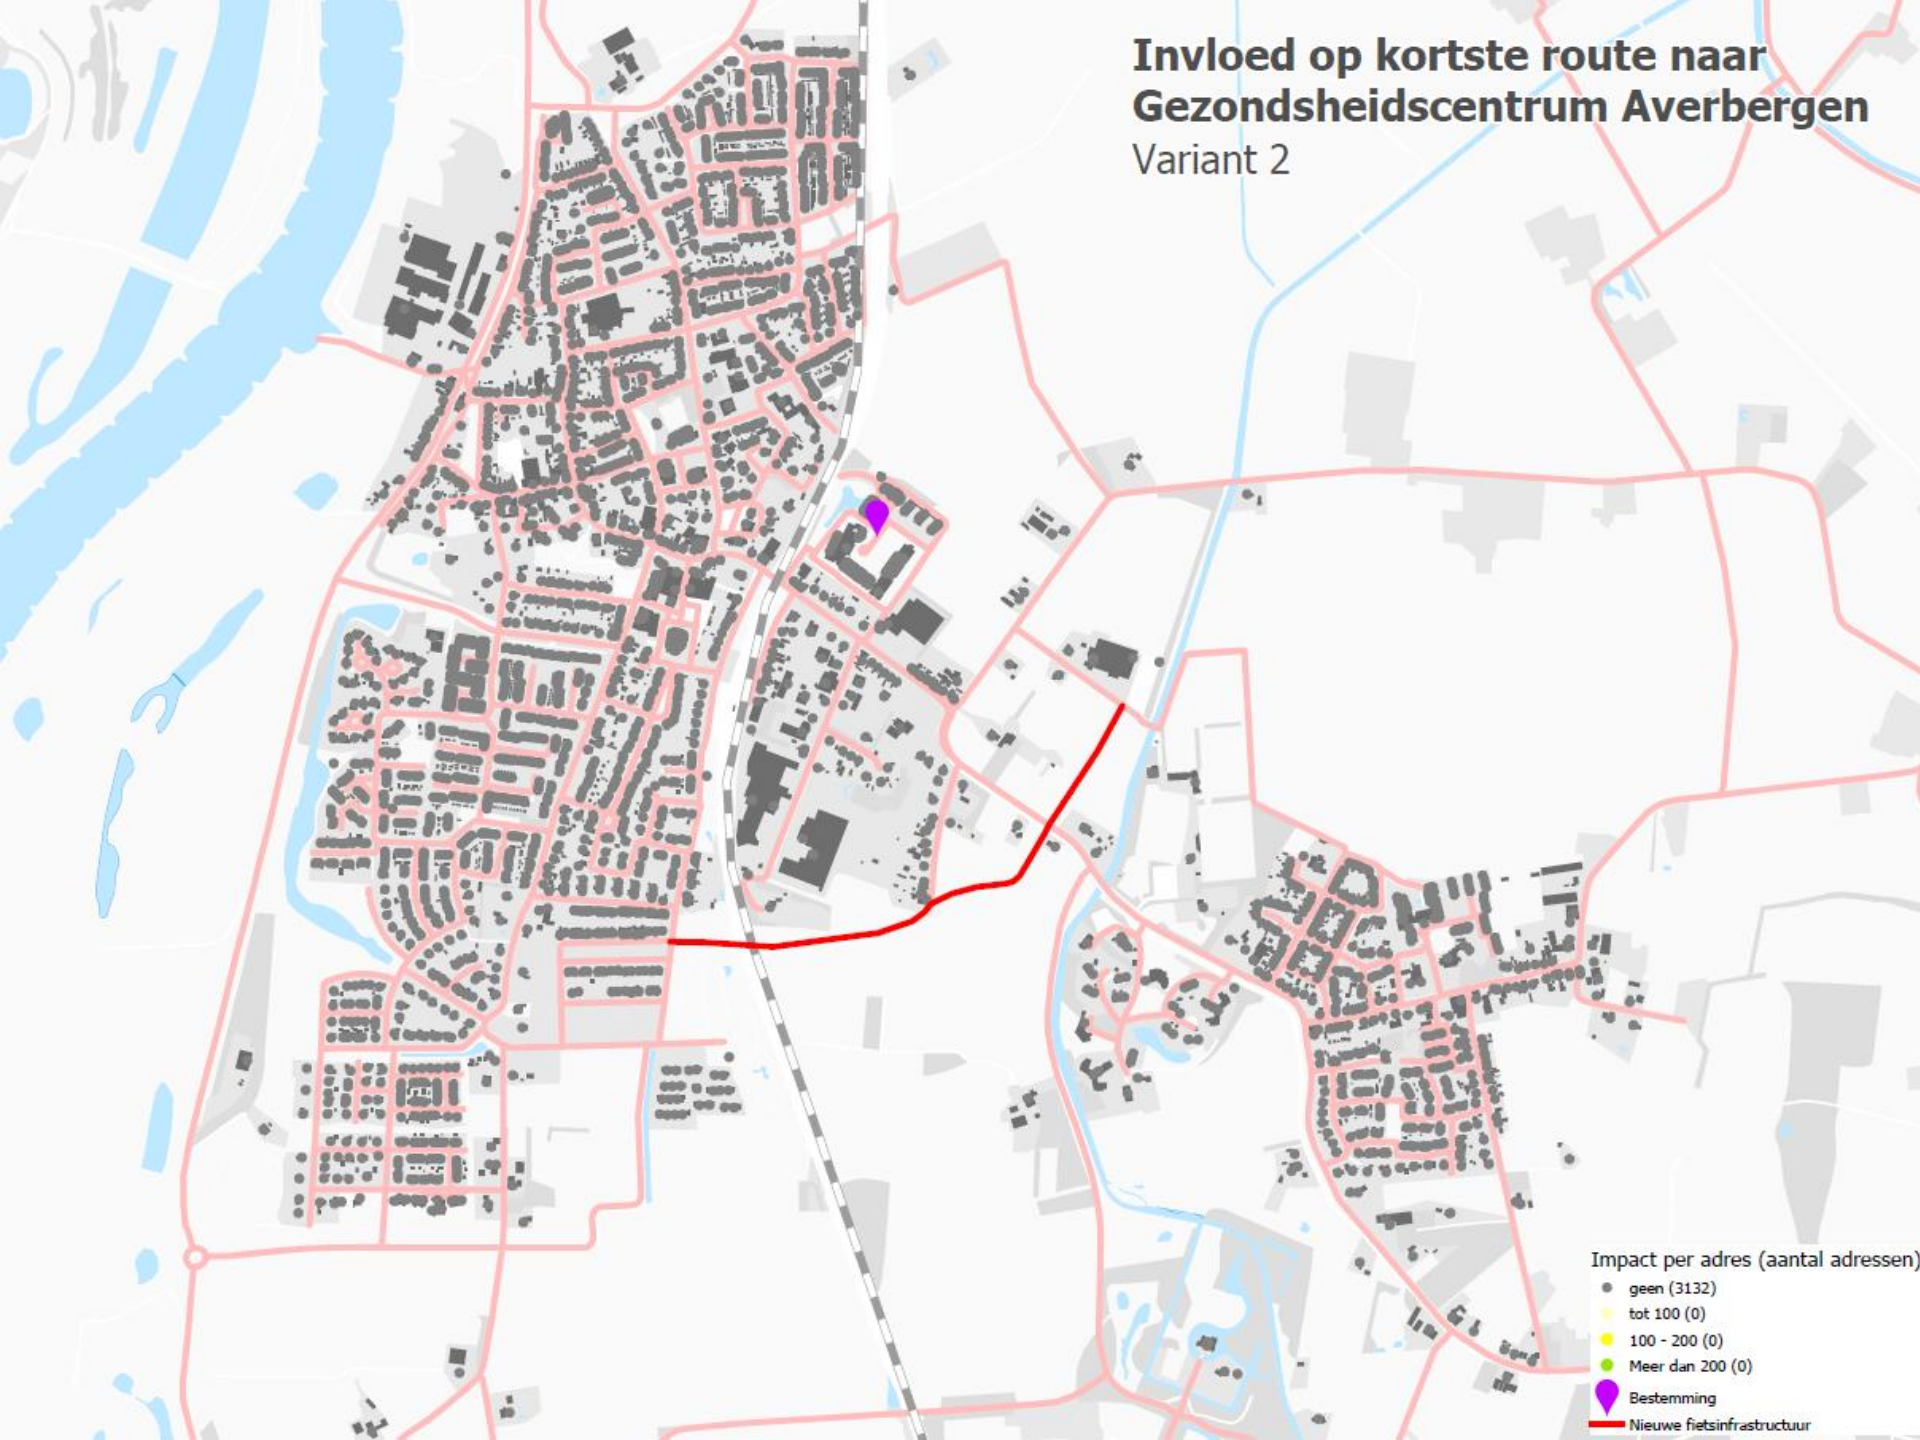 Invloed op kortste route naar
Gezondsheidscentrum Averbergen
Variant 2
Impact per adres (aantal adressen)
geen (3132)
tot 100 (0)
100 - 200 (0)
Meer dan 200 (0)
Bestemming
Nieuwe fietsinfrastructuur